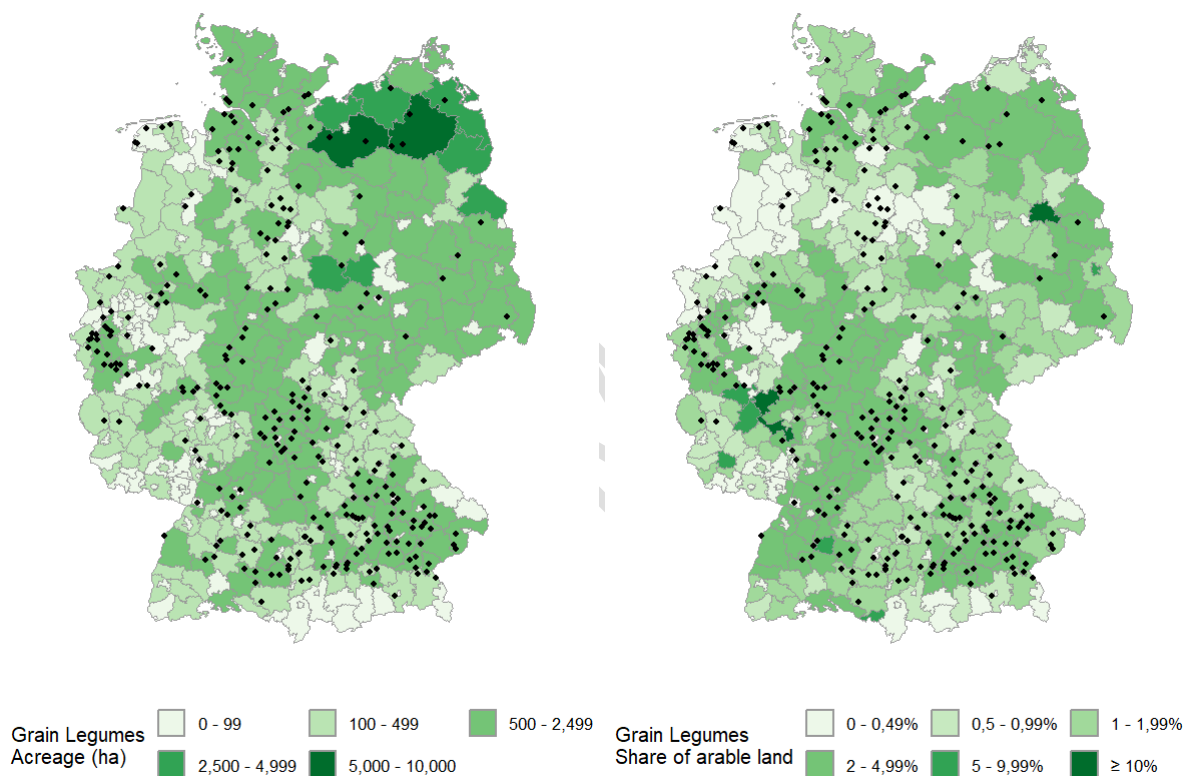 Grain Legumes
Acreage (ha)
0 - 99
100 - 499
500 - 2,499
2,500 - 4,999
5,000 - 10,000
Grain Legumes
Share of arable land
0 - 0,49%
0,5 - 0,99%
1 - 1,99%
2 - 4,99%
5 - 9,99%
≥ 10%